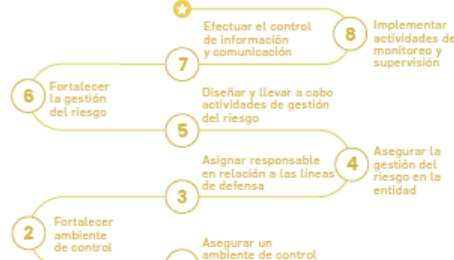 Efectuar el control
de información
y comunicación
7
8
Implementar
actividades de
monitoreo y
supervisión
6
Fortalecer
la gestión
del riesgo
Diseñar y llevar a cabo
actividades de gestión
del riesgo
5
Asignar responsable
en relación a las líneas
de defensa
3
4
Asegurar la
gestión del
riesgo en la
entidad
2
Fortalecer
ambiente
de control
Asegurar un
ambiente de control